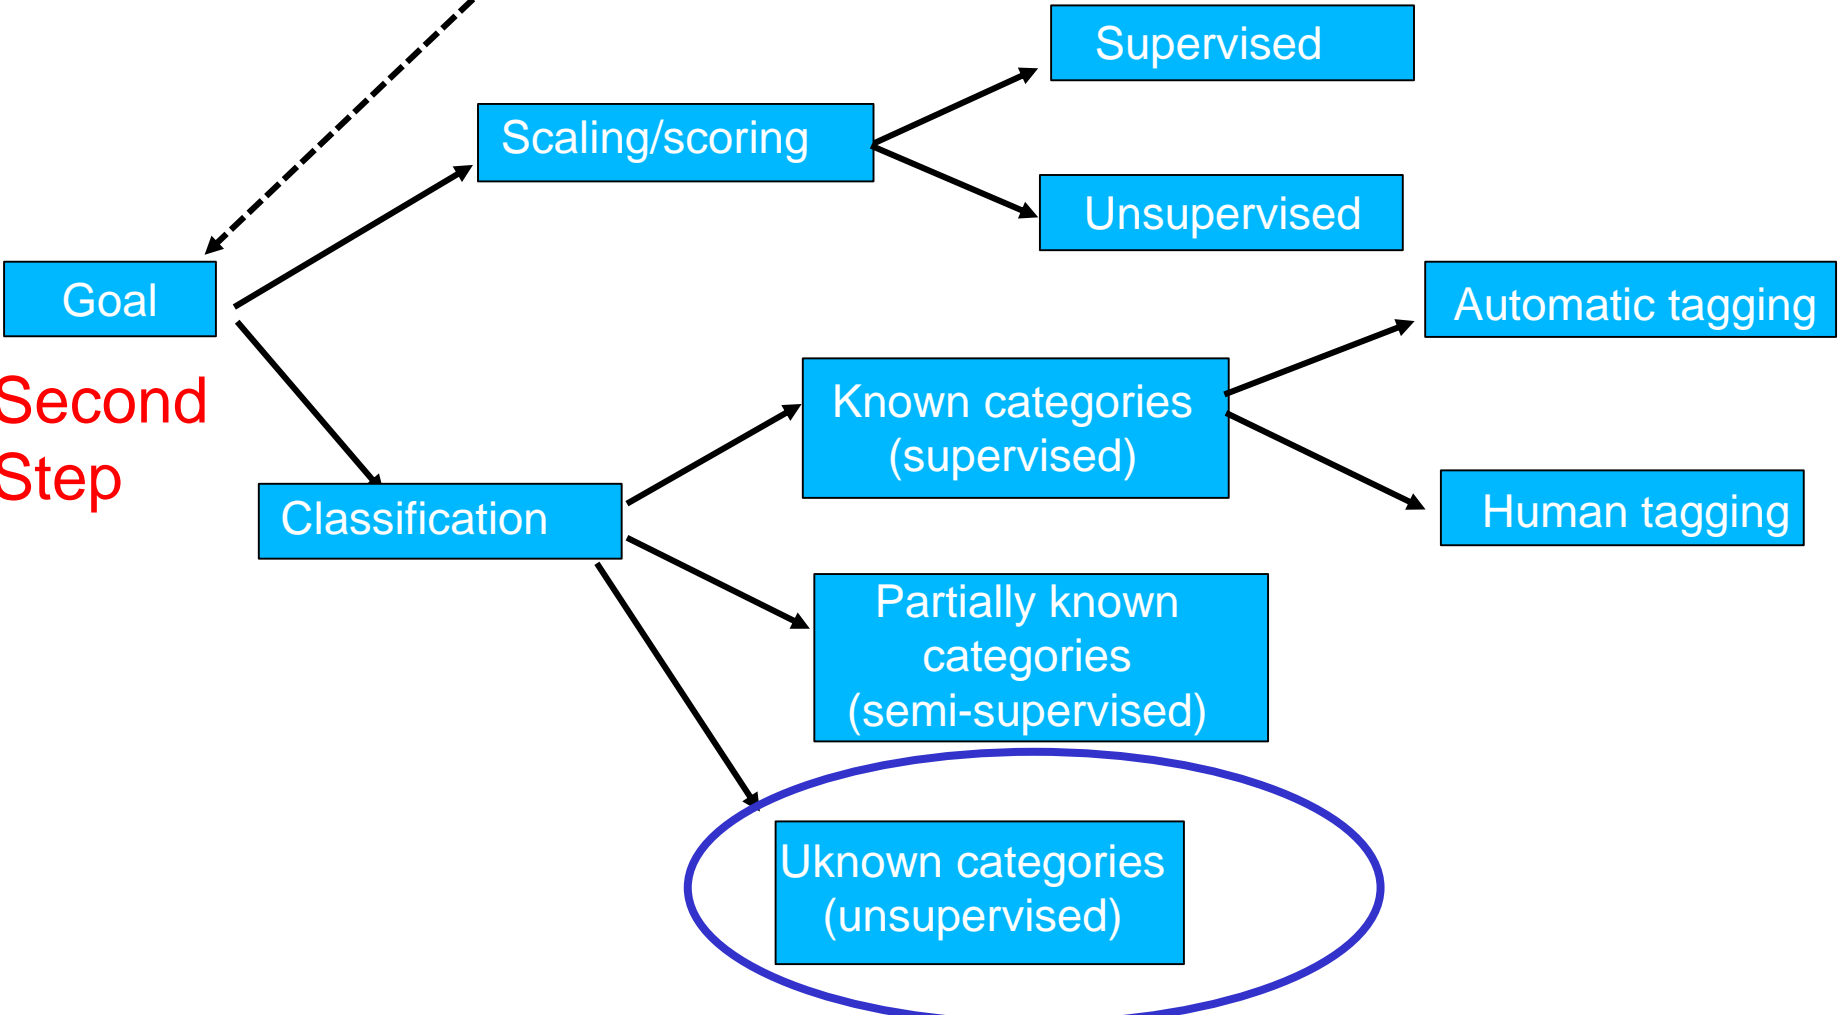 Supervised
Scaling/scoring
Unsupervised
Goal
Automatic tagging
Second
Step
Known categories
(supervised)
Human tagging
Classification
Partially known
categories
(semi-supervised)
Uknown categories
(unsupervised)